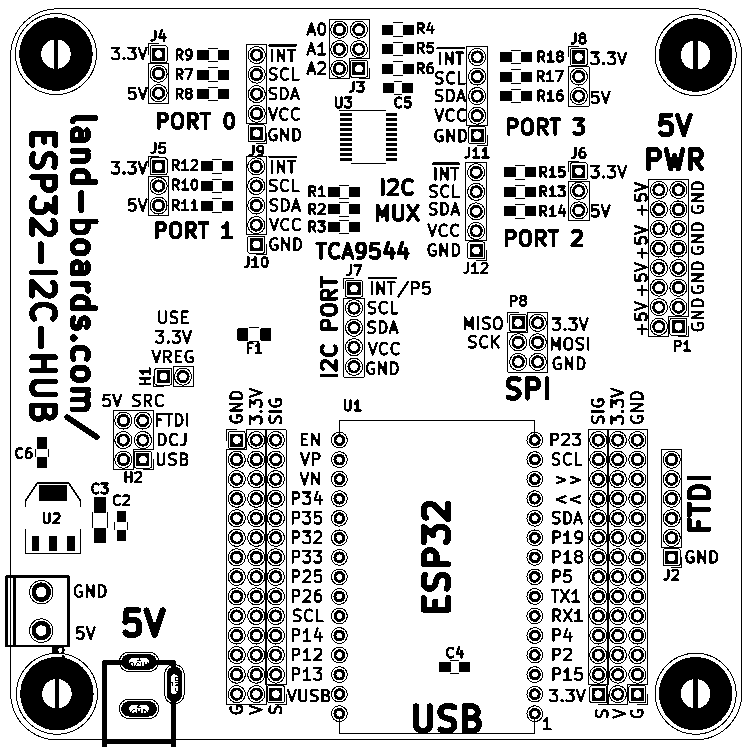 J4
3.3V
5V
R9
R7
R8
INT
SCL
SDA
VCC
GND
PORT 0
J9
A0
A1
A2
J3
U3
R4
R5
R6
C5
INT
SCL
SDA
VCC
GND
J11
R18
R17
R16
J8
3.3V
5V
PORT 3
5V
PWR
J5
3.3V
5V
R12
R10
R11
INT
SCL
SDA
VCC
GND
PORT 1
J10
R1
R2
R3
I2C
MUX
TCA9544
INT
SCL
SDA
VCC
GND
J12
R15
R13
R14
J6
3.3V
5V
PORT 2
+5V
+5V
+5V
+5V
GND
GND
GND
GND
P1
land-boards.com/
ESP32-I2C-HUB
J7
INT/P5
SCL
SDA
VCC
GND
I2C PORT
P8
MISO
SCK
3.3V
MOSI
GND
SPI
USE
3.3V
VREG
H1
F1
5V SRC
FTDI
DCJ
USB
H2
C6
U2
C3
C2
GND
5V
5V
GND
3.3V
SIG
U1
EN
VP
VN
P34
P35
P32
P33
P25
P26
SCL
P14
P12
P13
VUSB
G
V
S
ESP32
C4
USB
1
SIG
3.3V
GND
P23
SCL
>>
<<
SDA
P19
P18
P5
TX1
RX1
P4
P2
P15
3.3V
S
V
G
FTDI
GND
J2